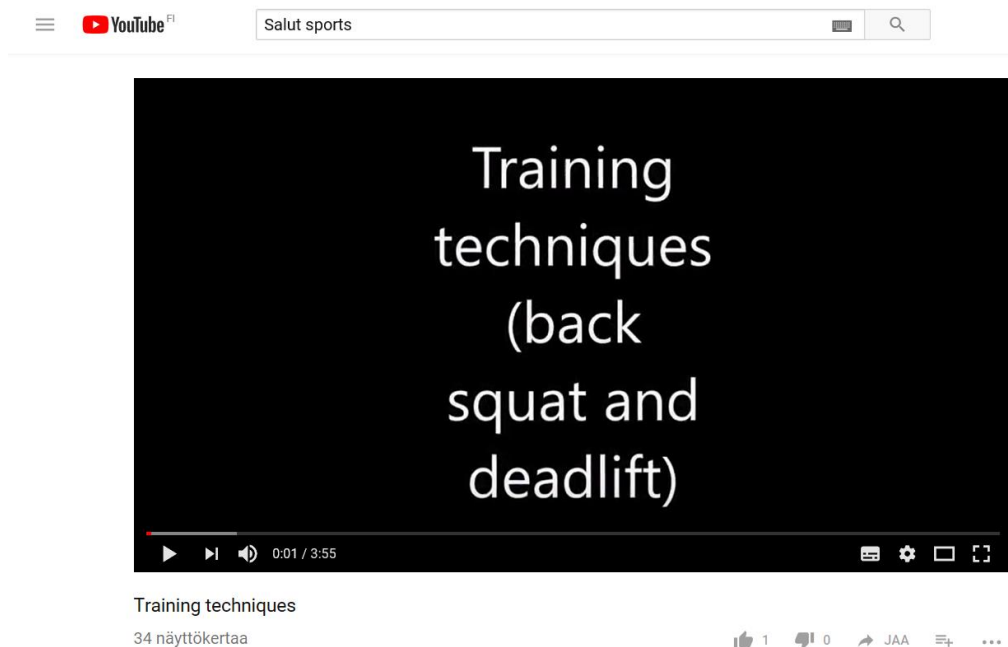 YouTube FI
Salut sports
Training
techniques
(back
squat and
deadlift)
0:01 / 3:55
Training techniques
34 näyttökertaa
1 0 JAA